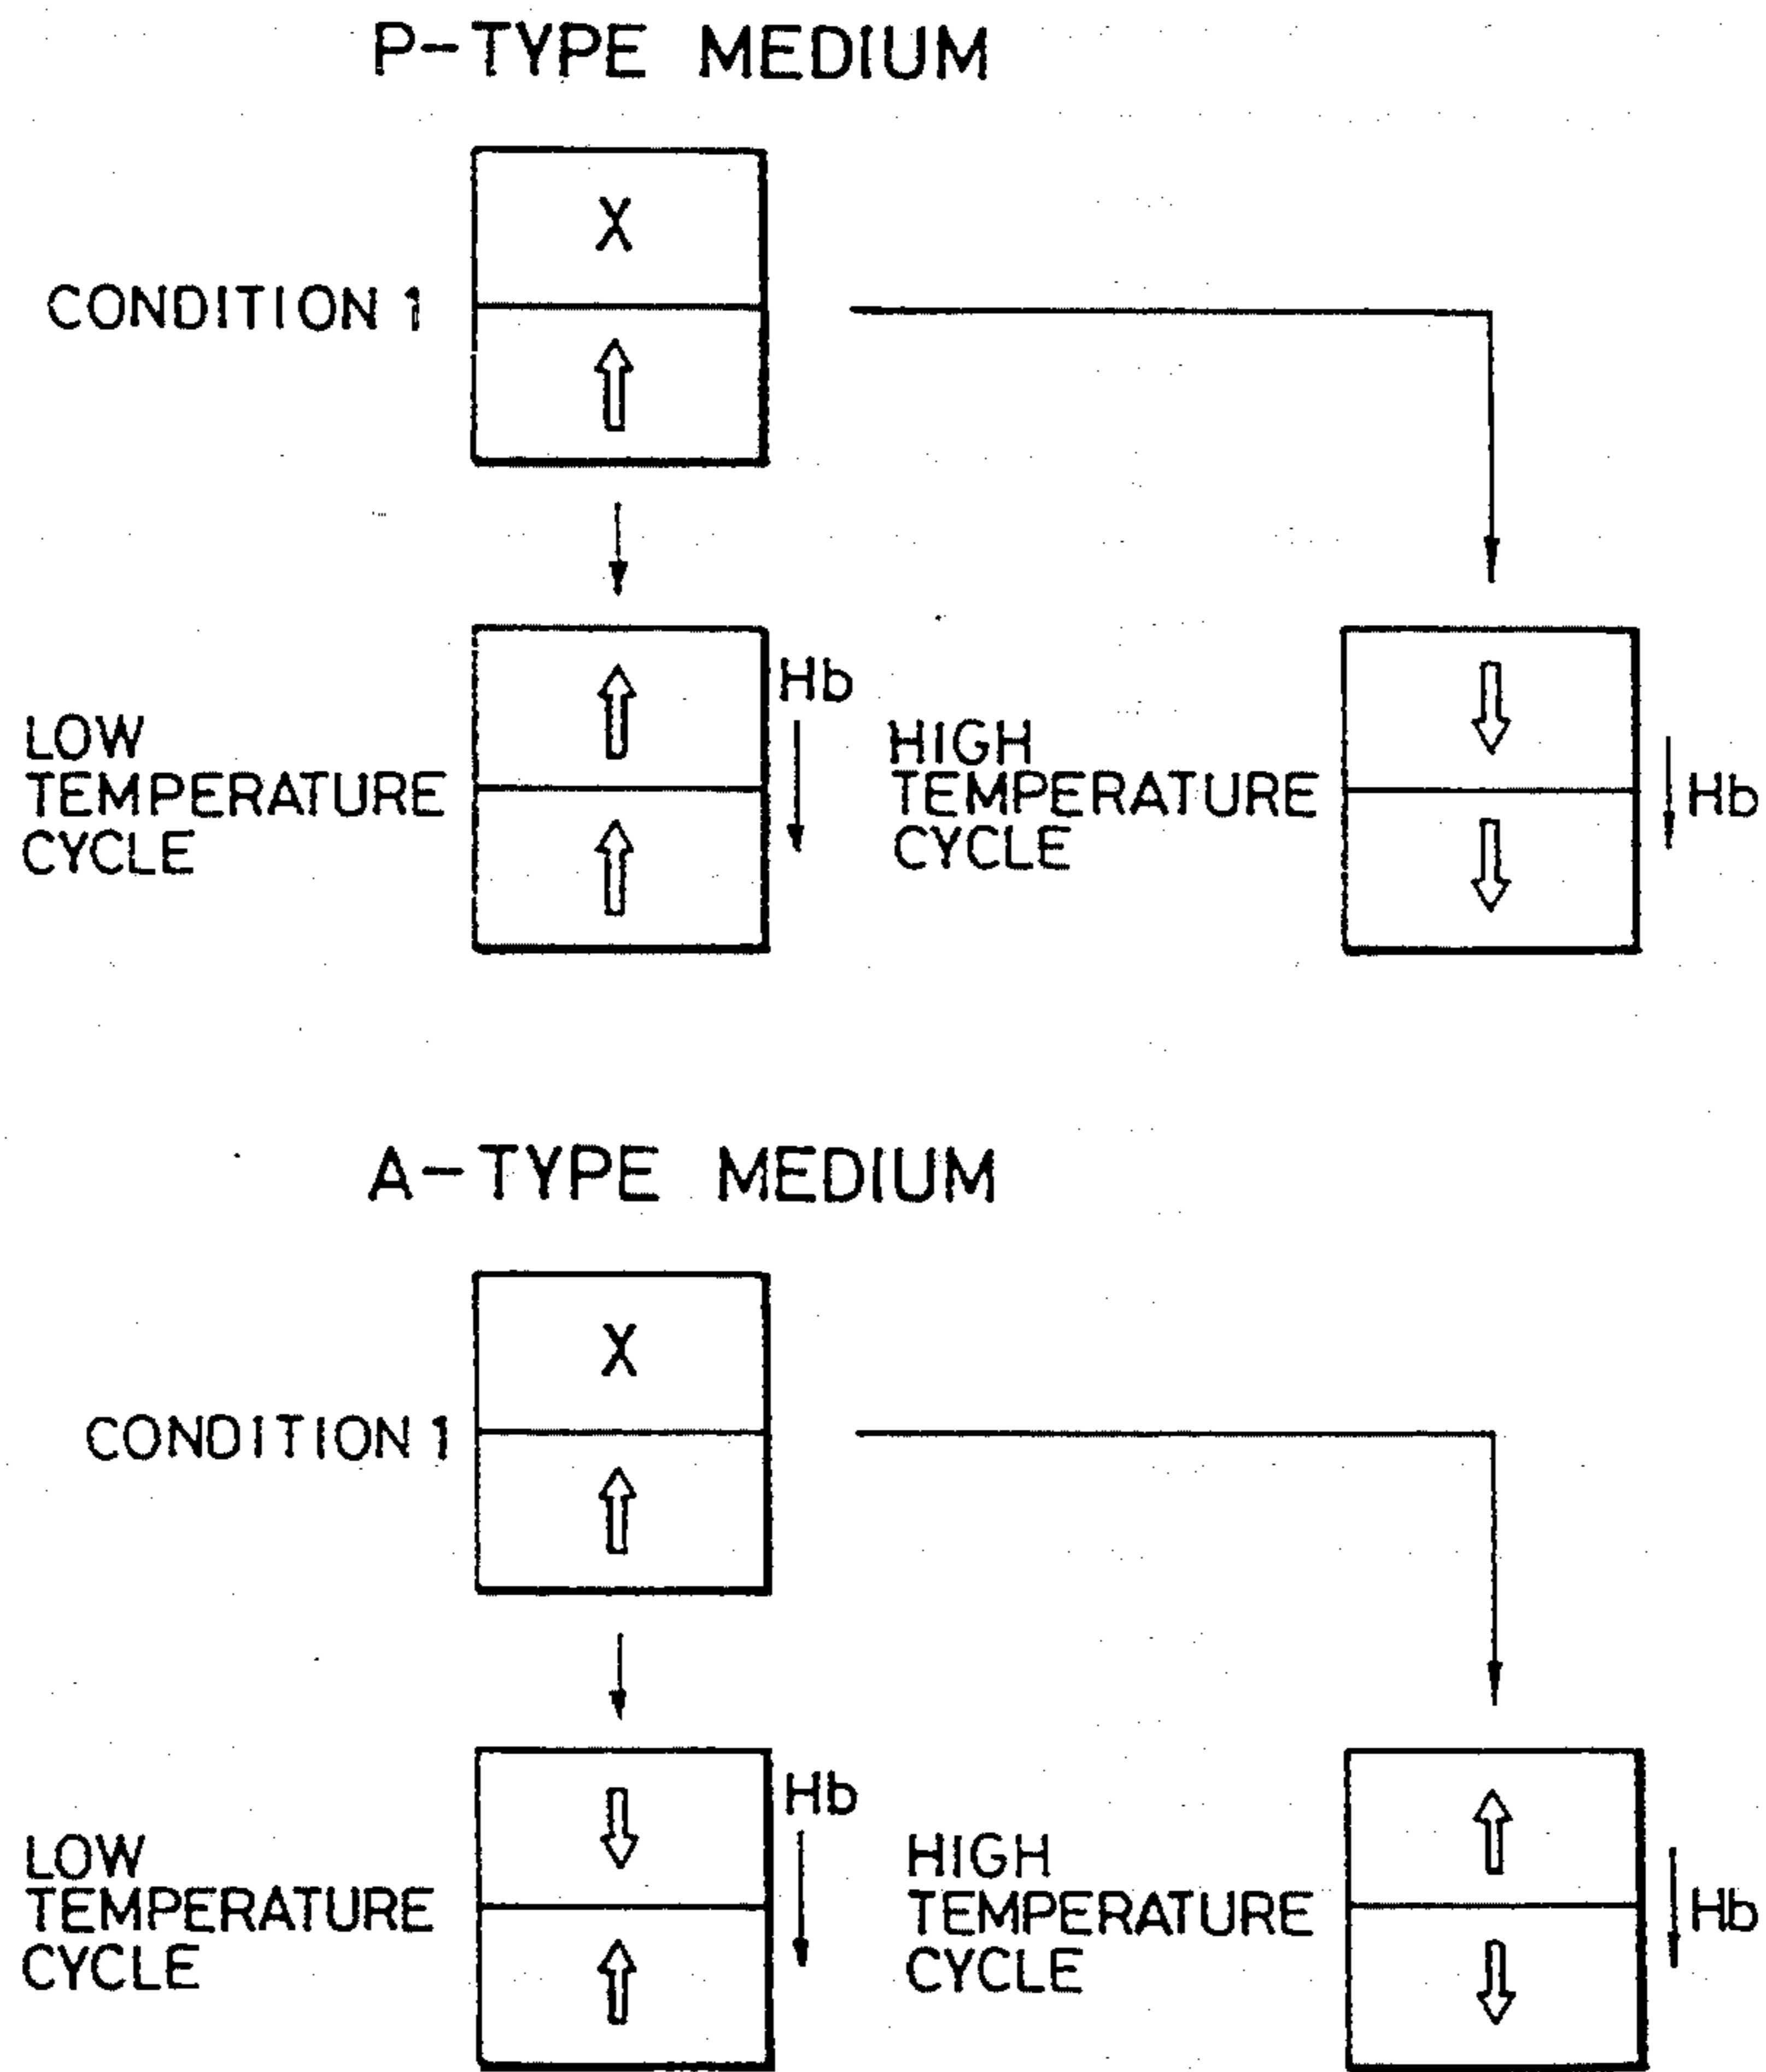 P-TYPE MEDIUM
X
CONDITION 1
Hb
LOW
TEMPERATURE
CYCLE
HIGH
TEMPERATURE
CYCLE
Hb
A-TYPE MEDIUM
X
CONDITION 1
Hb
LOW
TEMPERATURE
CYCLE
HIGH
TEMPERATURE
CYCLE
Hb